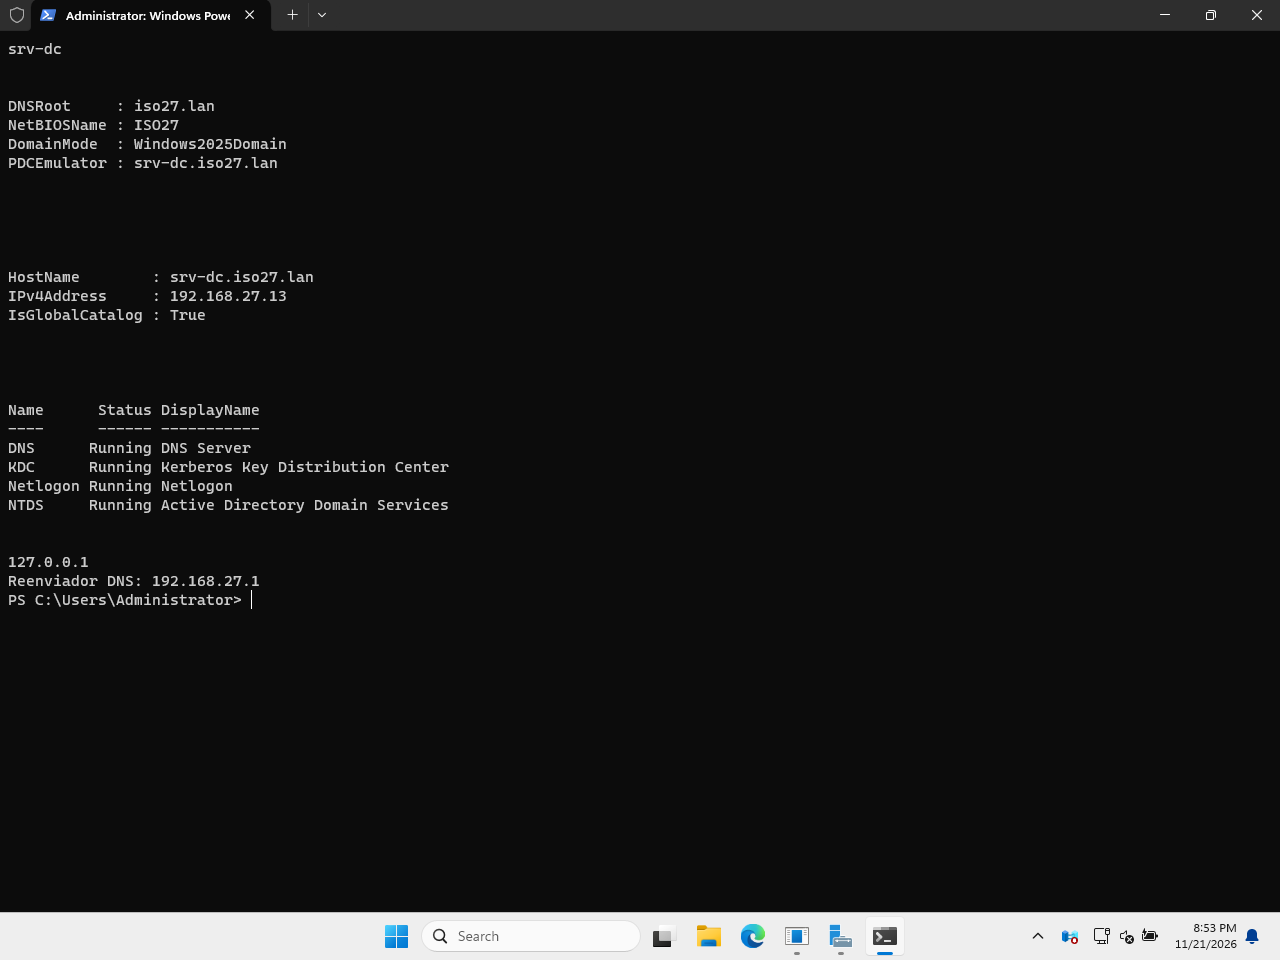 Administrator: Windows Powe
srv-dc
DNSRoot     : iso27.lan
NetBIOSName : ISO27
DomainMode  : Windows2025Domain
PDCEmulator : srv-dc.iso27.lan
HostName        : srv-dc.iso27.lan
IPv4Address     : 192.168.27.13
IsGlobalCatalog : True
Name      Status DisplayName
----      ------ -----------
DNS      Running DNS Server
KDC      Running Kerberos Key Distribution Center
Netlogon Running Netlogon
NTDS     Running Active Directory Domain Services
127.0.0.1
Reenviador DNS: 192.168.27.1
PS C:\Users\Administrator>
Search
8:53 PM
11/21/2026